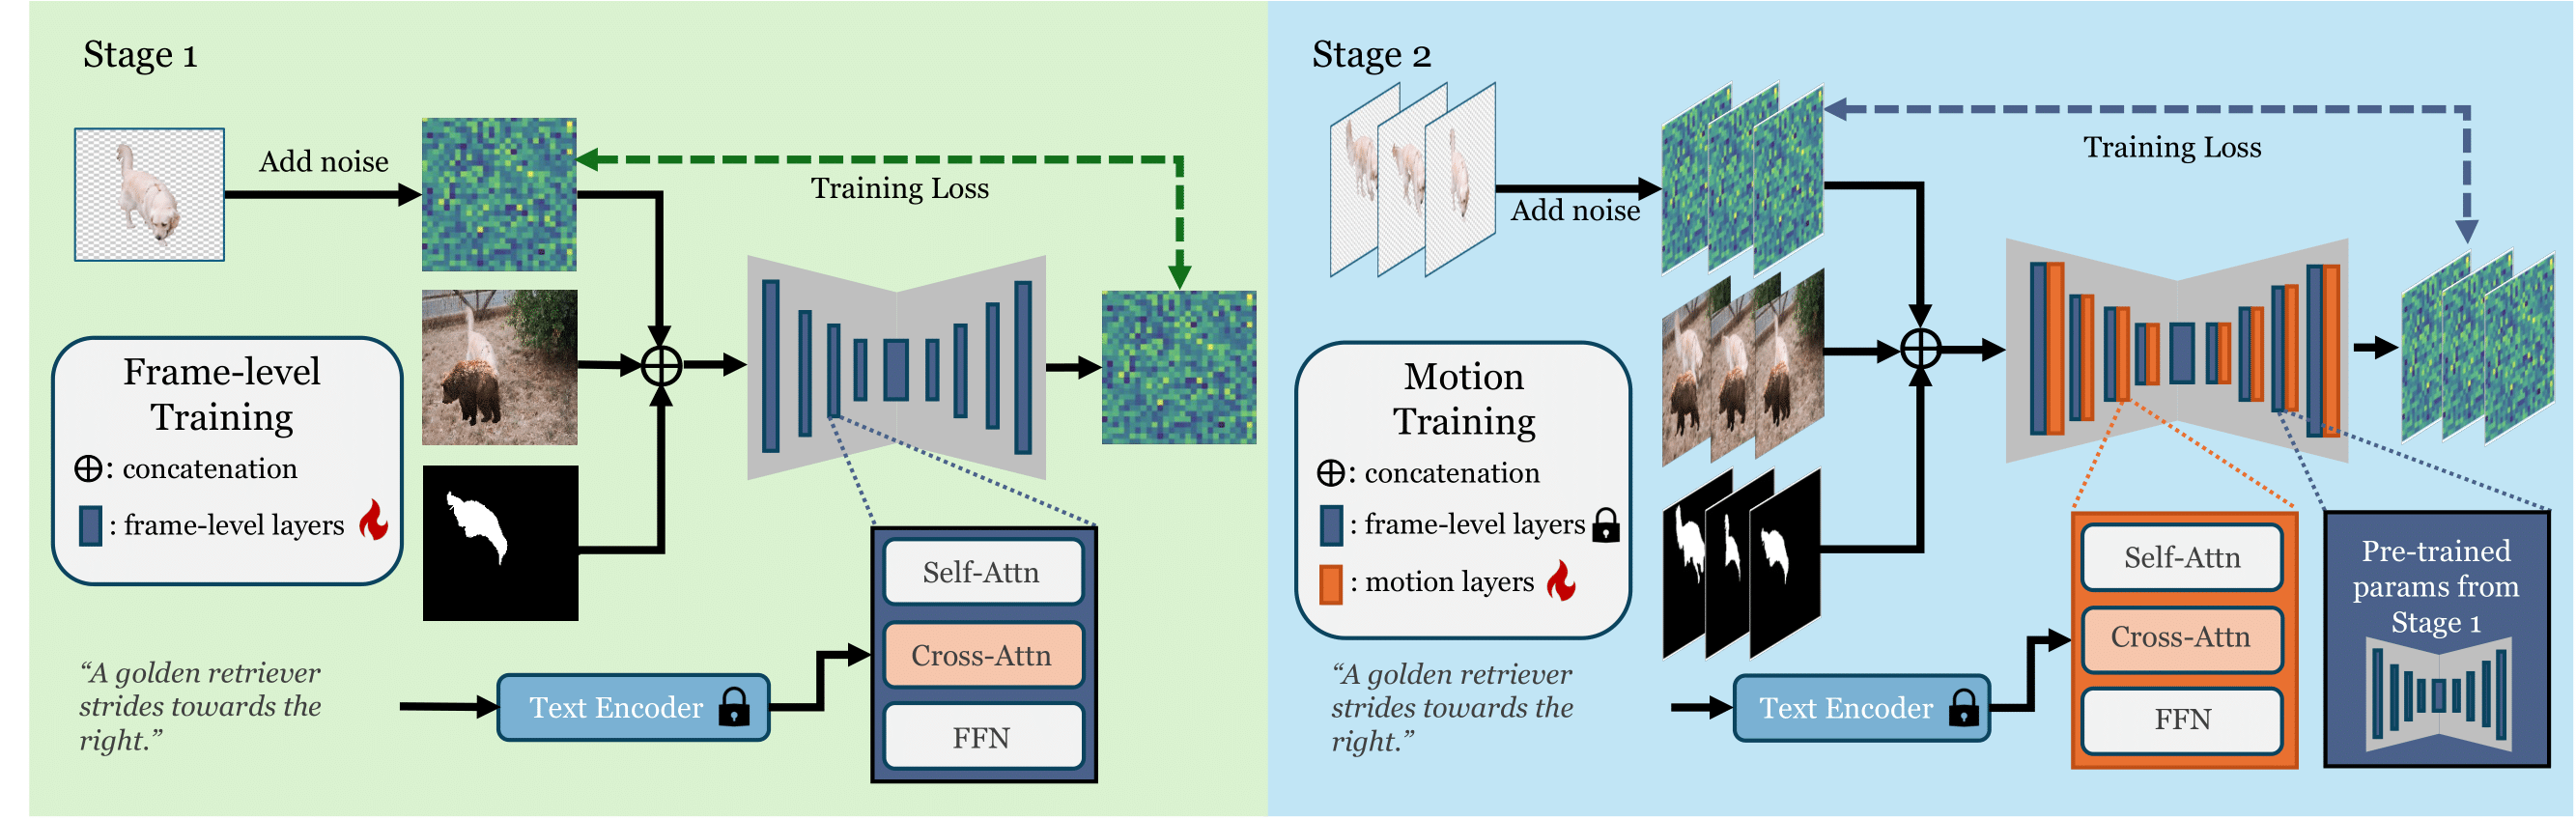 Stage 1
Add noise
Training Loss
Frame-level
Training
⊕: concatenation
: frame-level layers
Self-Attn
Cross-Attn
FFN
“A golden retriever
strides towards the
right.”
Text Encoder
Stage 2
Add noise
Training Loss
Motion
Training
⊕: concatenation
: frame-level layers
: motion layers
Self-Attn
Cross-Attn
FFN
Pre-trained
params from
Stage 1
“A golden retriever
strides towards the
right.”
Text Encoder